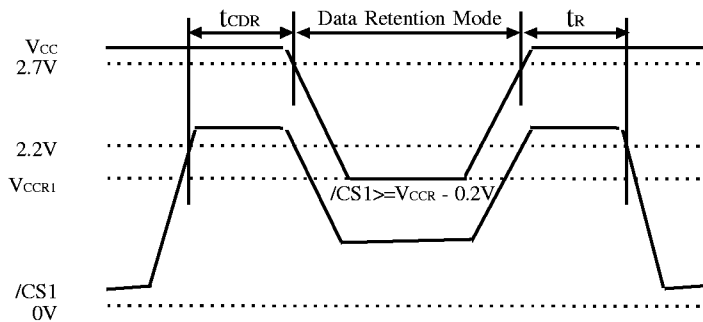 tCDR Data Retention Mode tR
VCC
2.7V
2.2V
VCCR1
/CS1>=VCCR - 0.2V
/CS1
0V